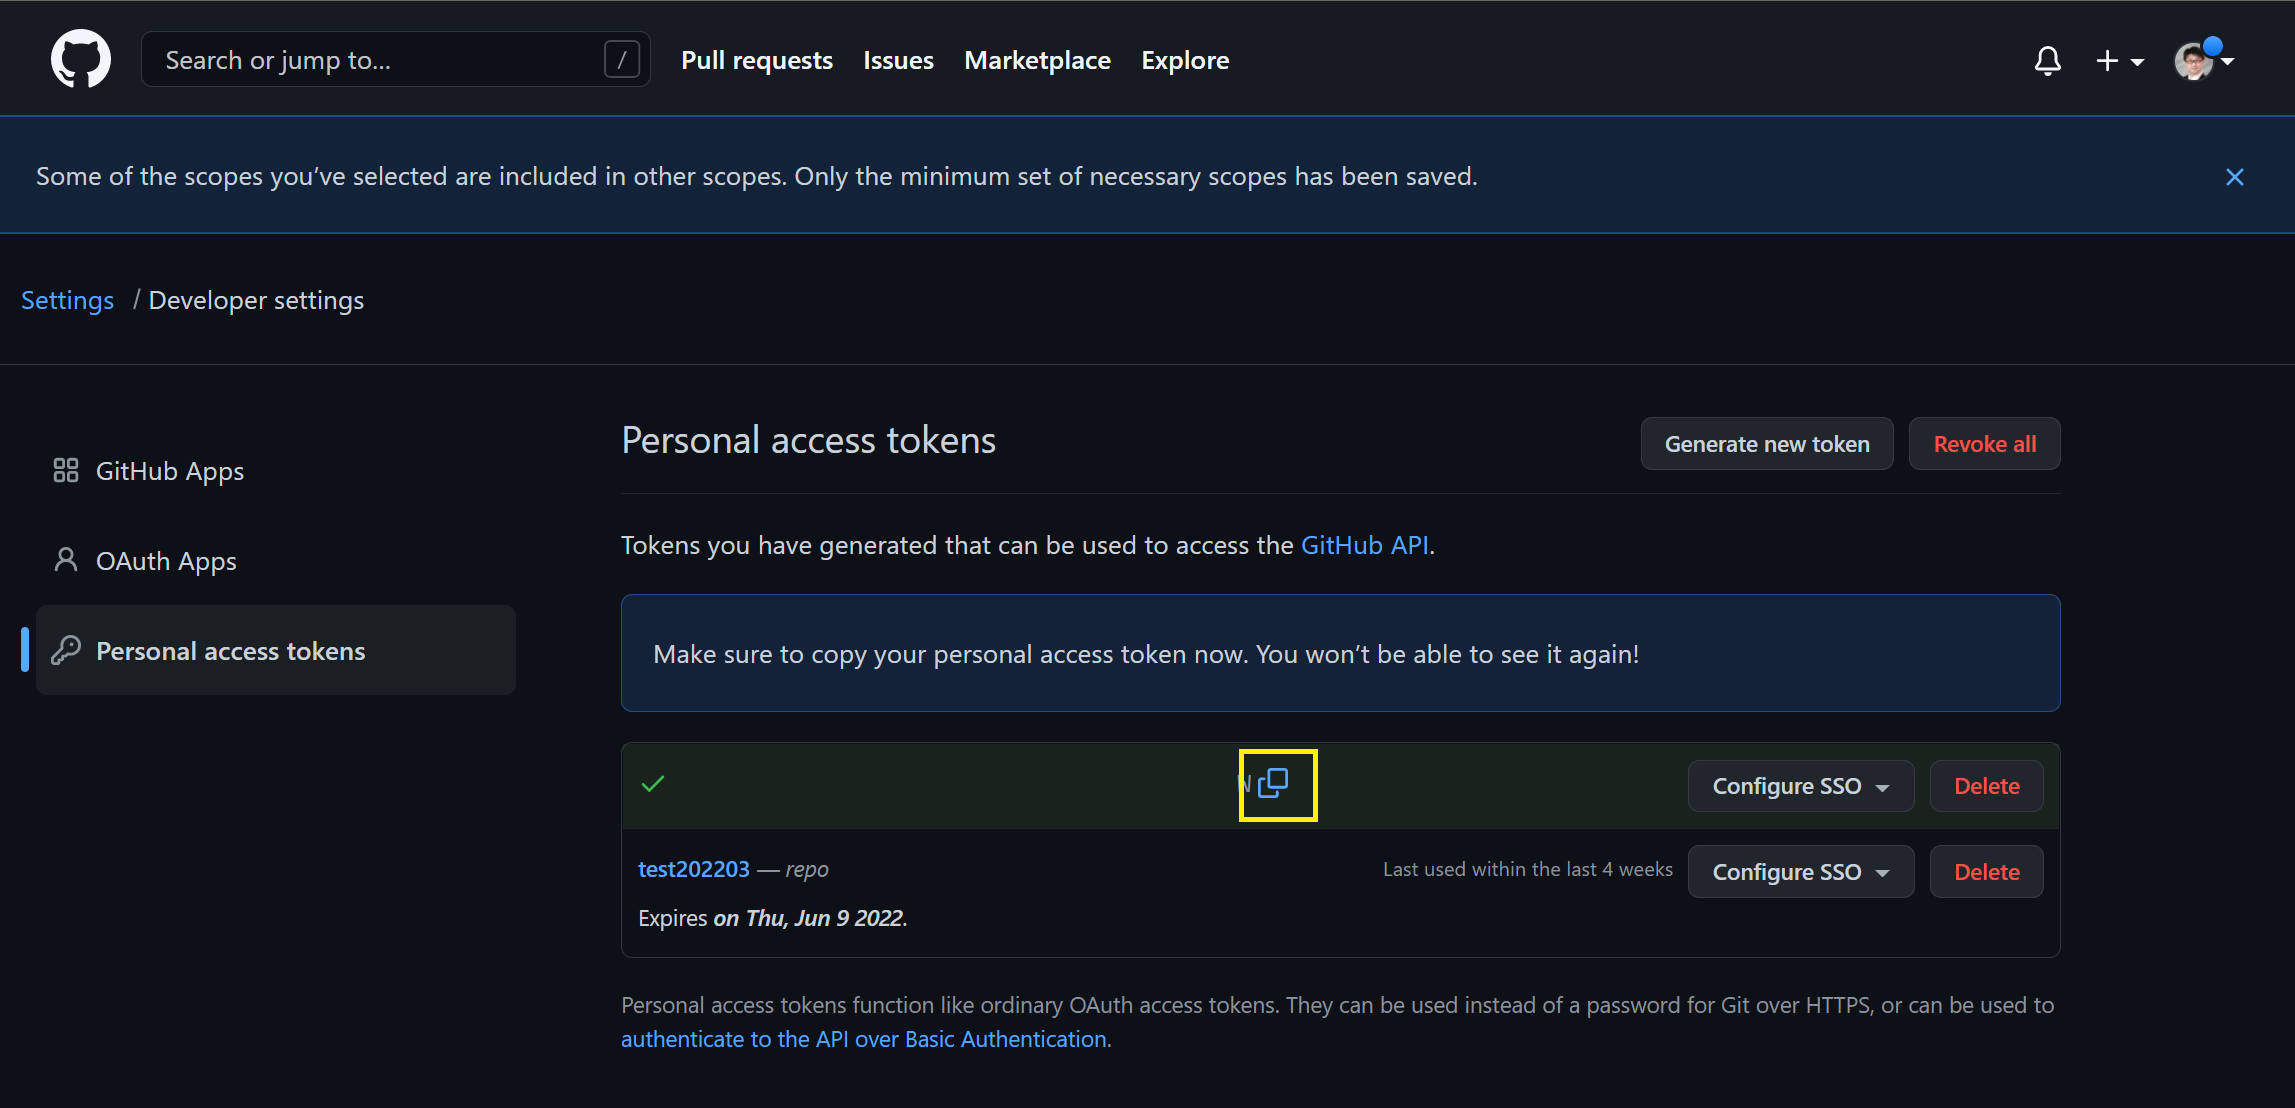 Search or jump to... /
Pull requests
Issues
Marketplace
Explore
Some of the scopes you’ve selected are included in other scopes. Only the minimum set of necessary scopes has been saved.
Settings / Developer settings
GitHub Apps
OAuth Apps
Personal access tokens
Personal access tokens
Generate new token
Revoke all
Tokens you have generated that can be used to access the GitHub API.
Make sure to copy your personal access token now. You won’t be able to see it again!
Configure SSO
Delete
test202203 — repo
Last used within the last 4 weeks
Configure SSO
Delete
Expires on Thu, Jun 9 2022.
Personal access tokens function like ordinary OAuth access tokens. They can be used instead of a password for Git over HTTPS, or can be used to
authenticate to the API over Basic Authentication.